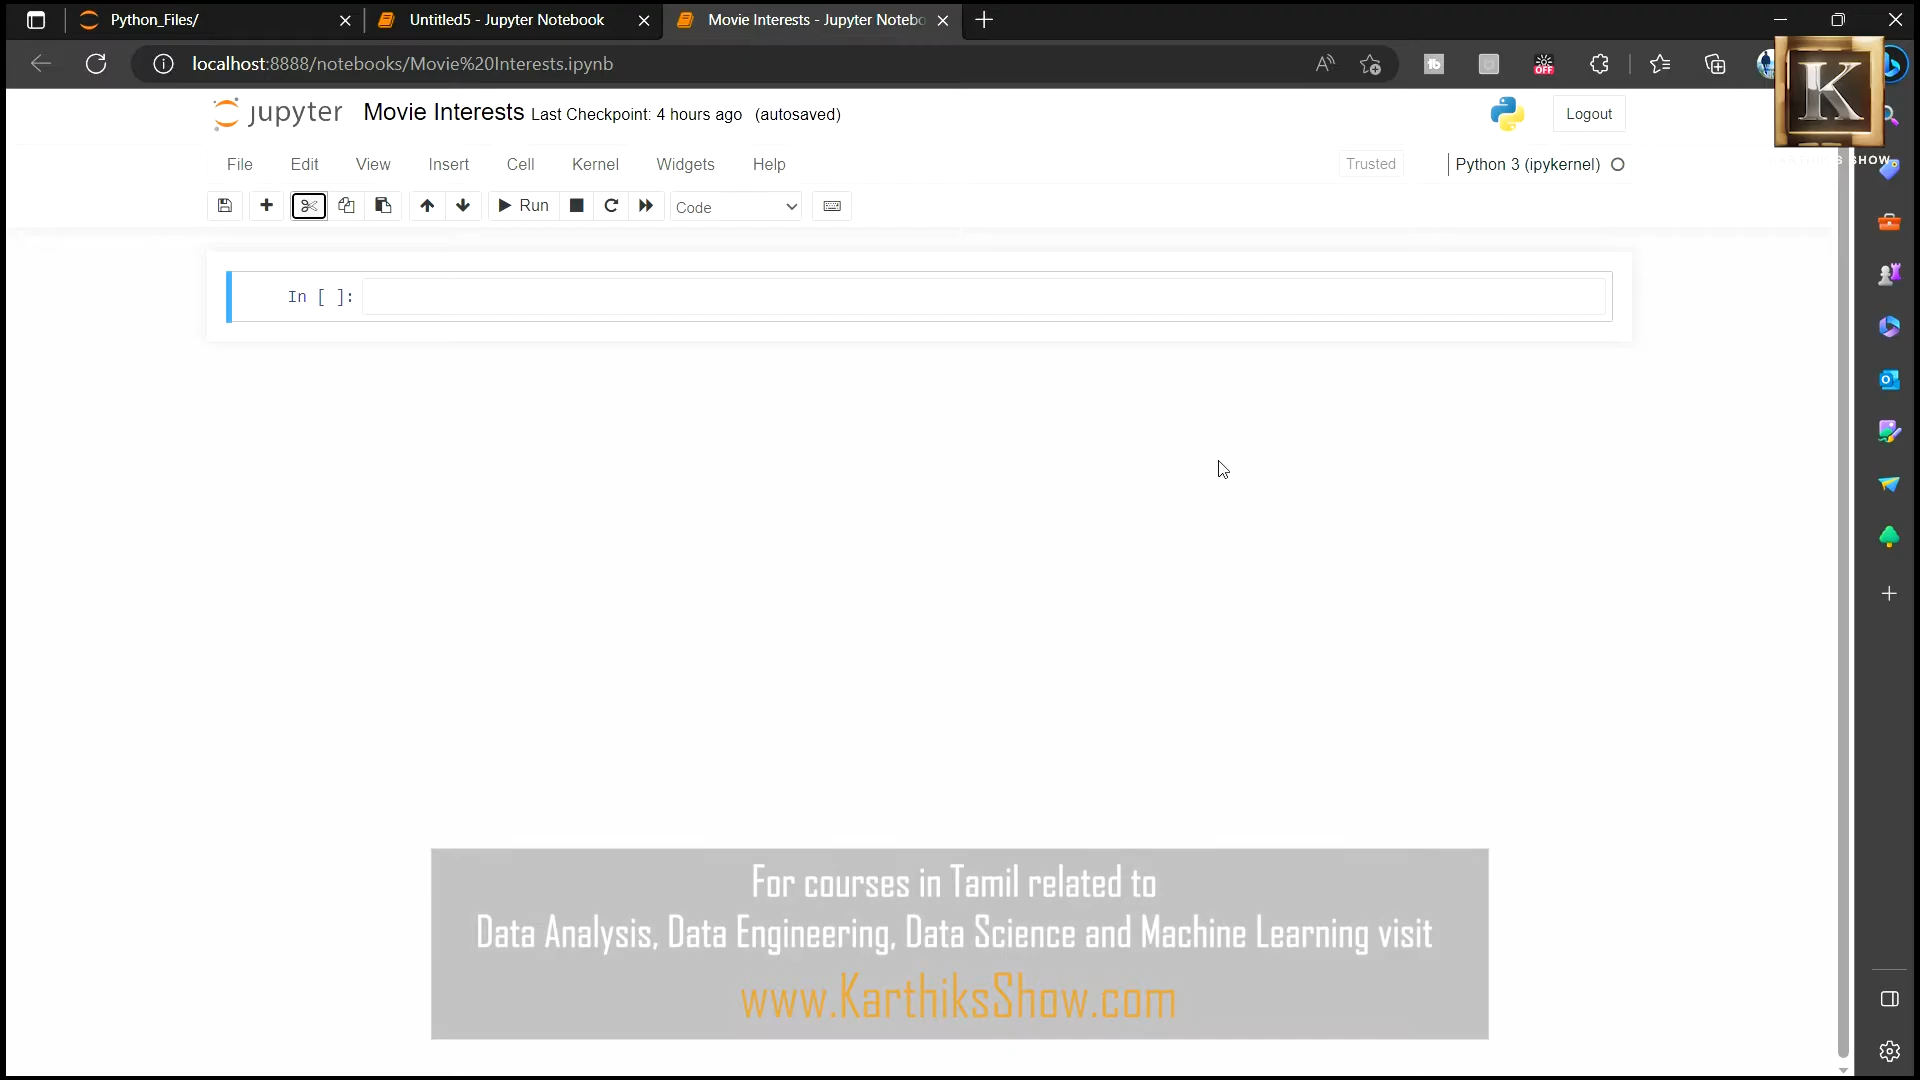 Python_Files/
Untitled5 - Jupyter Notebook
Movie Interests - Jupyter Notebo
localhost:8888/notebooks/Movie%20Interests.ipynb
OFF
K
S SHOW
jupyter
Movie Interests
Last Checkpoint: 4 hours ago (autosaved)
Logout
File Edit View Insert Cell Kernel Widgets Help
Trusted
Python 3 (ipykernel)
Run
Code
In [ ]:
For courses in Tamil related to
Data Analysis, Data Engineering, Data Science and Machine Learning visit
www.KarthiksShow.com